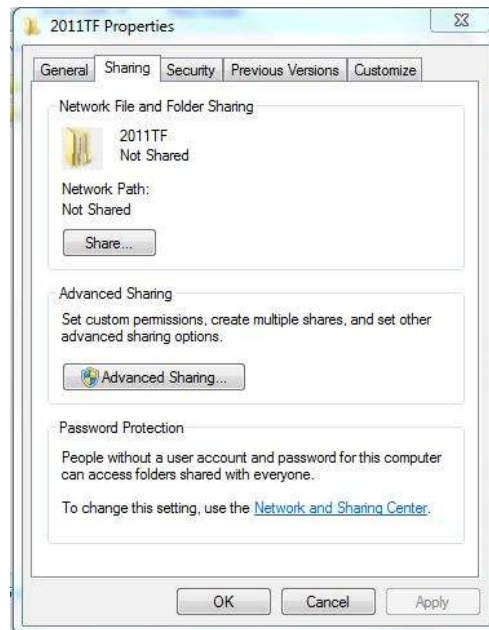 2011TF Properties
General Sharing Security Previous Versions Customize
Network File and Folder Sharing
2011TF
Not Shared
Network Path:
Not Shared
Share...
Advanced Sharing
Set custom permissions, create multiple shares, and set other
advanced sharing options.
Advanced Sharing...
Password Protection
People without a user account and password for this computer
can access folders shared with everyone.
To change this setting, use the Network and Sharing Center.
OK Cancel Apply